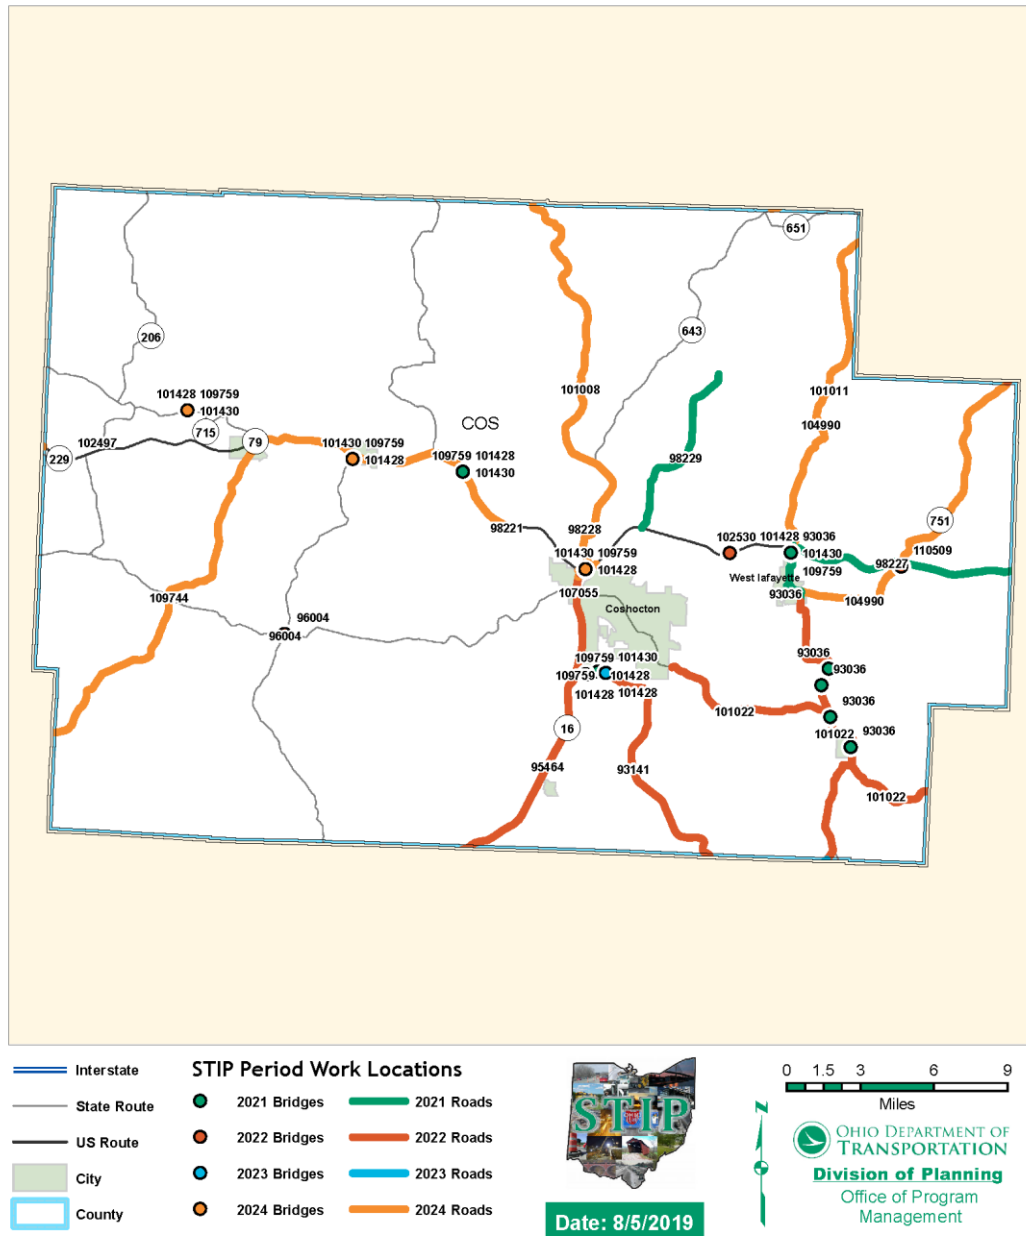 651
206
643
101428 109759
101430
101008
101011
715
COS
104990
102497
79
101430 109759
101428
229
109759 101428
101430
98229
751
98221
98228
102530 101428 93036
101430
110509
101430 109759
101428
98227
109759
West lafayette
109744
107055
93036
104990
Coshocton
96004
96004
93036
93036
109759 101430
109759
101428
101428 101428
93036
101022
101022
93036
16
95464
93141
101022
Interstate
State Route
US Route
City
County
STIP Period Work Locations
2021 Bridges
2021 Roads
2022 Bridges
2022 Roads
2023 Bridges
2023 Roads
2024 Bridges
2024 Roads
STIP
Date: 8/5/2019
0 1.5 3 6 9
Miles
N
OHIO DEPARTMENT OF
TRANSPORTATION
Division of Planning
Office of Program
Management